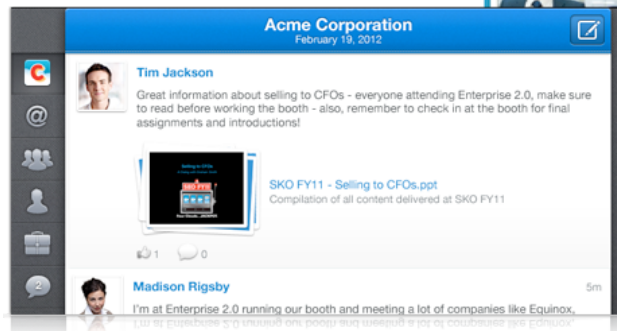 Acme Corporation
February 19, 2012
C
@
Tim Jackson
Great information about selling to CFOs - everyone attending Enterprise 2.0, make sure
to read before working the booth - also, remember to check in at the booth for final
assignments and introductions!
Selling to CFOs
SKO FY11
SKO FY11 - Selling to CFOs.ppt
Compilation of all content delivered at SKO FY11
1 0
2
Madison Rigsby 5m
I'm at Enterprise 2.0 running our booth and meeting a lot of companies like Equinox,